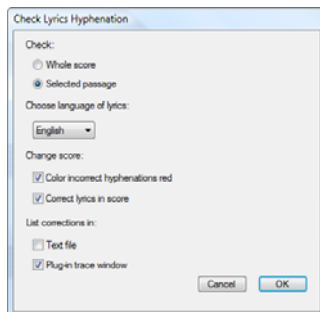 Check Lyrics Hyphenation
Check:
Whole score
Selected passage
Choose language of lyrics:
English
Change score:
Color incorrect hyphenations red
Correct lyrics in score
List corrections in:
Text file
Plug-in trace window
Cancel OK